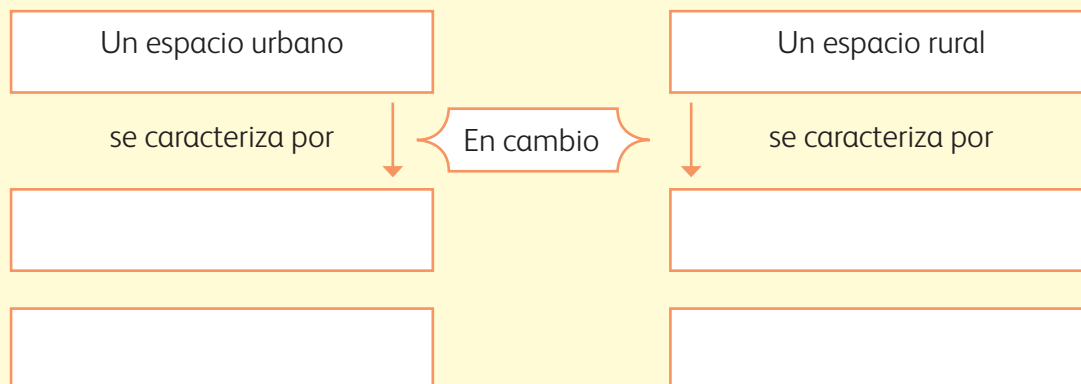 Un espacio urbano
Un espacio rural
se caracteriza por
En cambio
se caracteriza por